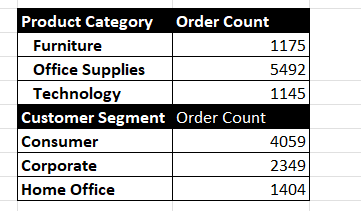 Product Category Order Count
Furniture 1175
Office Supplies 5492
Technology 1145
Customer Segment Order Count
Consumer 4059
Corporate 2349
Home Office 1404